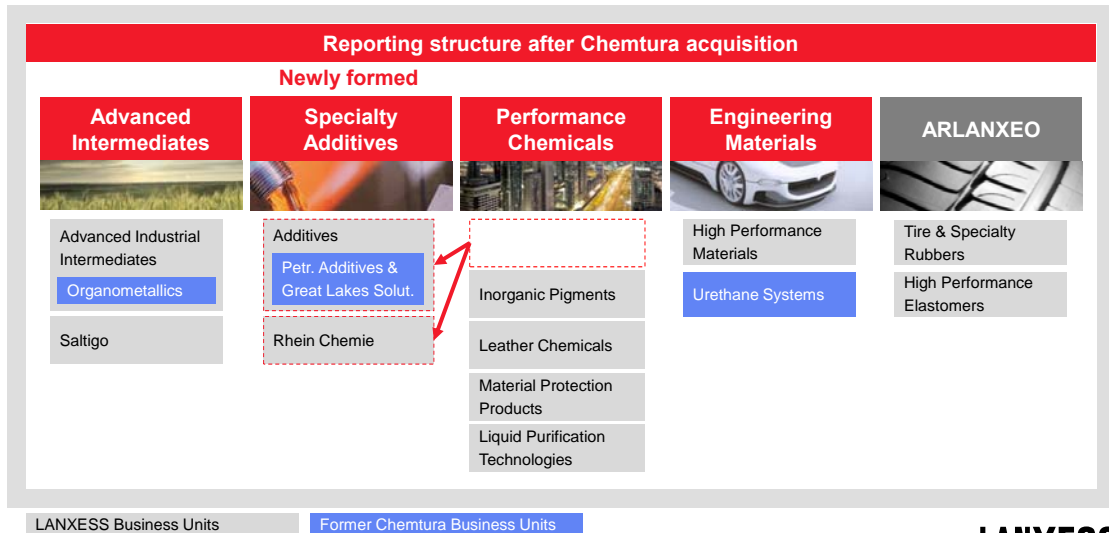 Reporting structure after Chemtura acquisition
Newly formed
Advanced
Intermediates
Specialty
Additives
Performance
Chemicals
Engineering
Materials
ARLANXEO
Advanced Industrial
Intermediates
Organometallics
Saltigo
Additives
Petr. Additives &
Great Lakes Solut.
Rhein Chemie
Inorganic Pigments
Leather Chemicals
Material Protection
Products
Liquid Purification
Technologies
High Performance
Materials
Urethane Systems
Tire & Specialty
Rubbers
High Performance
Elastomers
LANXESS Business Units
Former Chemtura Business Units
LANXESS